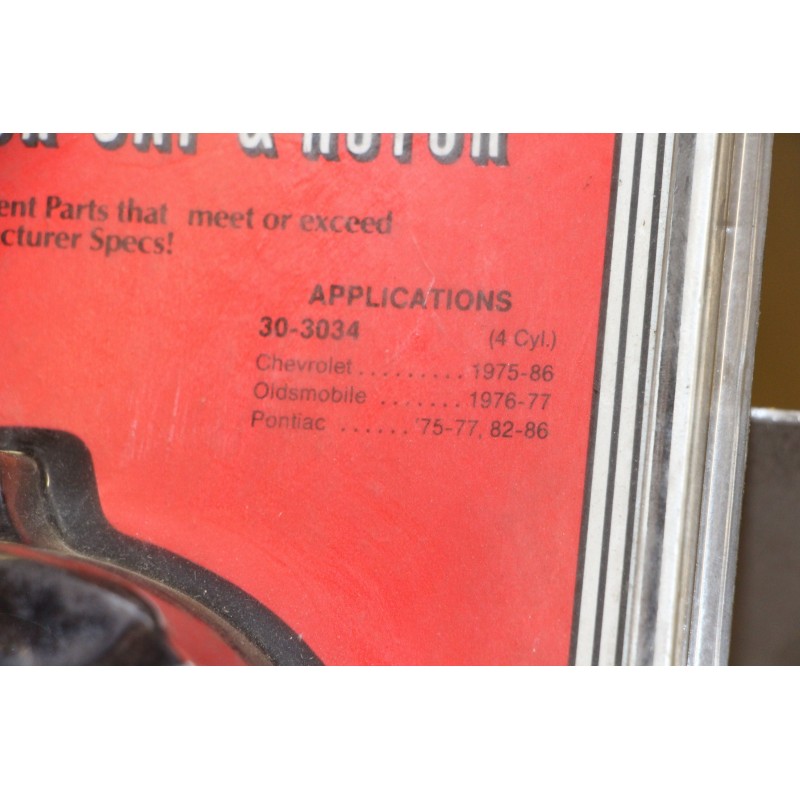 & ROTOR
ent Parts that meet or exceed
cturer Specs!
APPLICATIONS
30-3034 (4 Cyl.)
Chevrolet ......... 1975-86
Oldsmobile ....... 1976-77
Pontiac ...... '75-77, 82-86